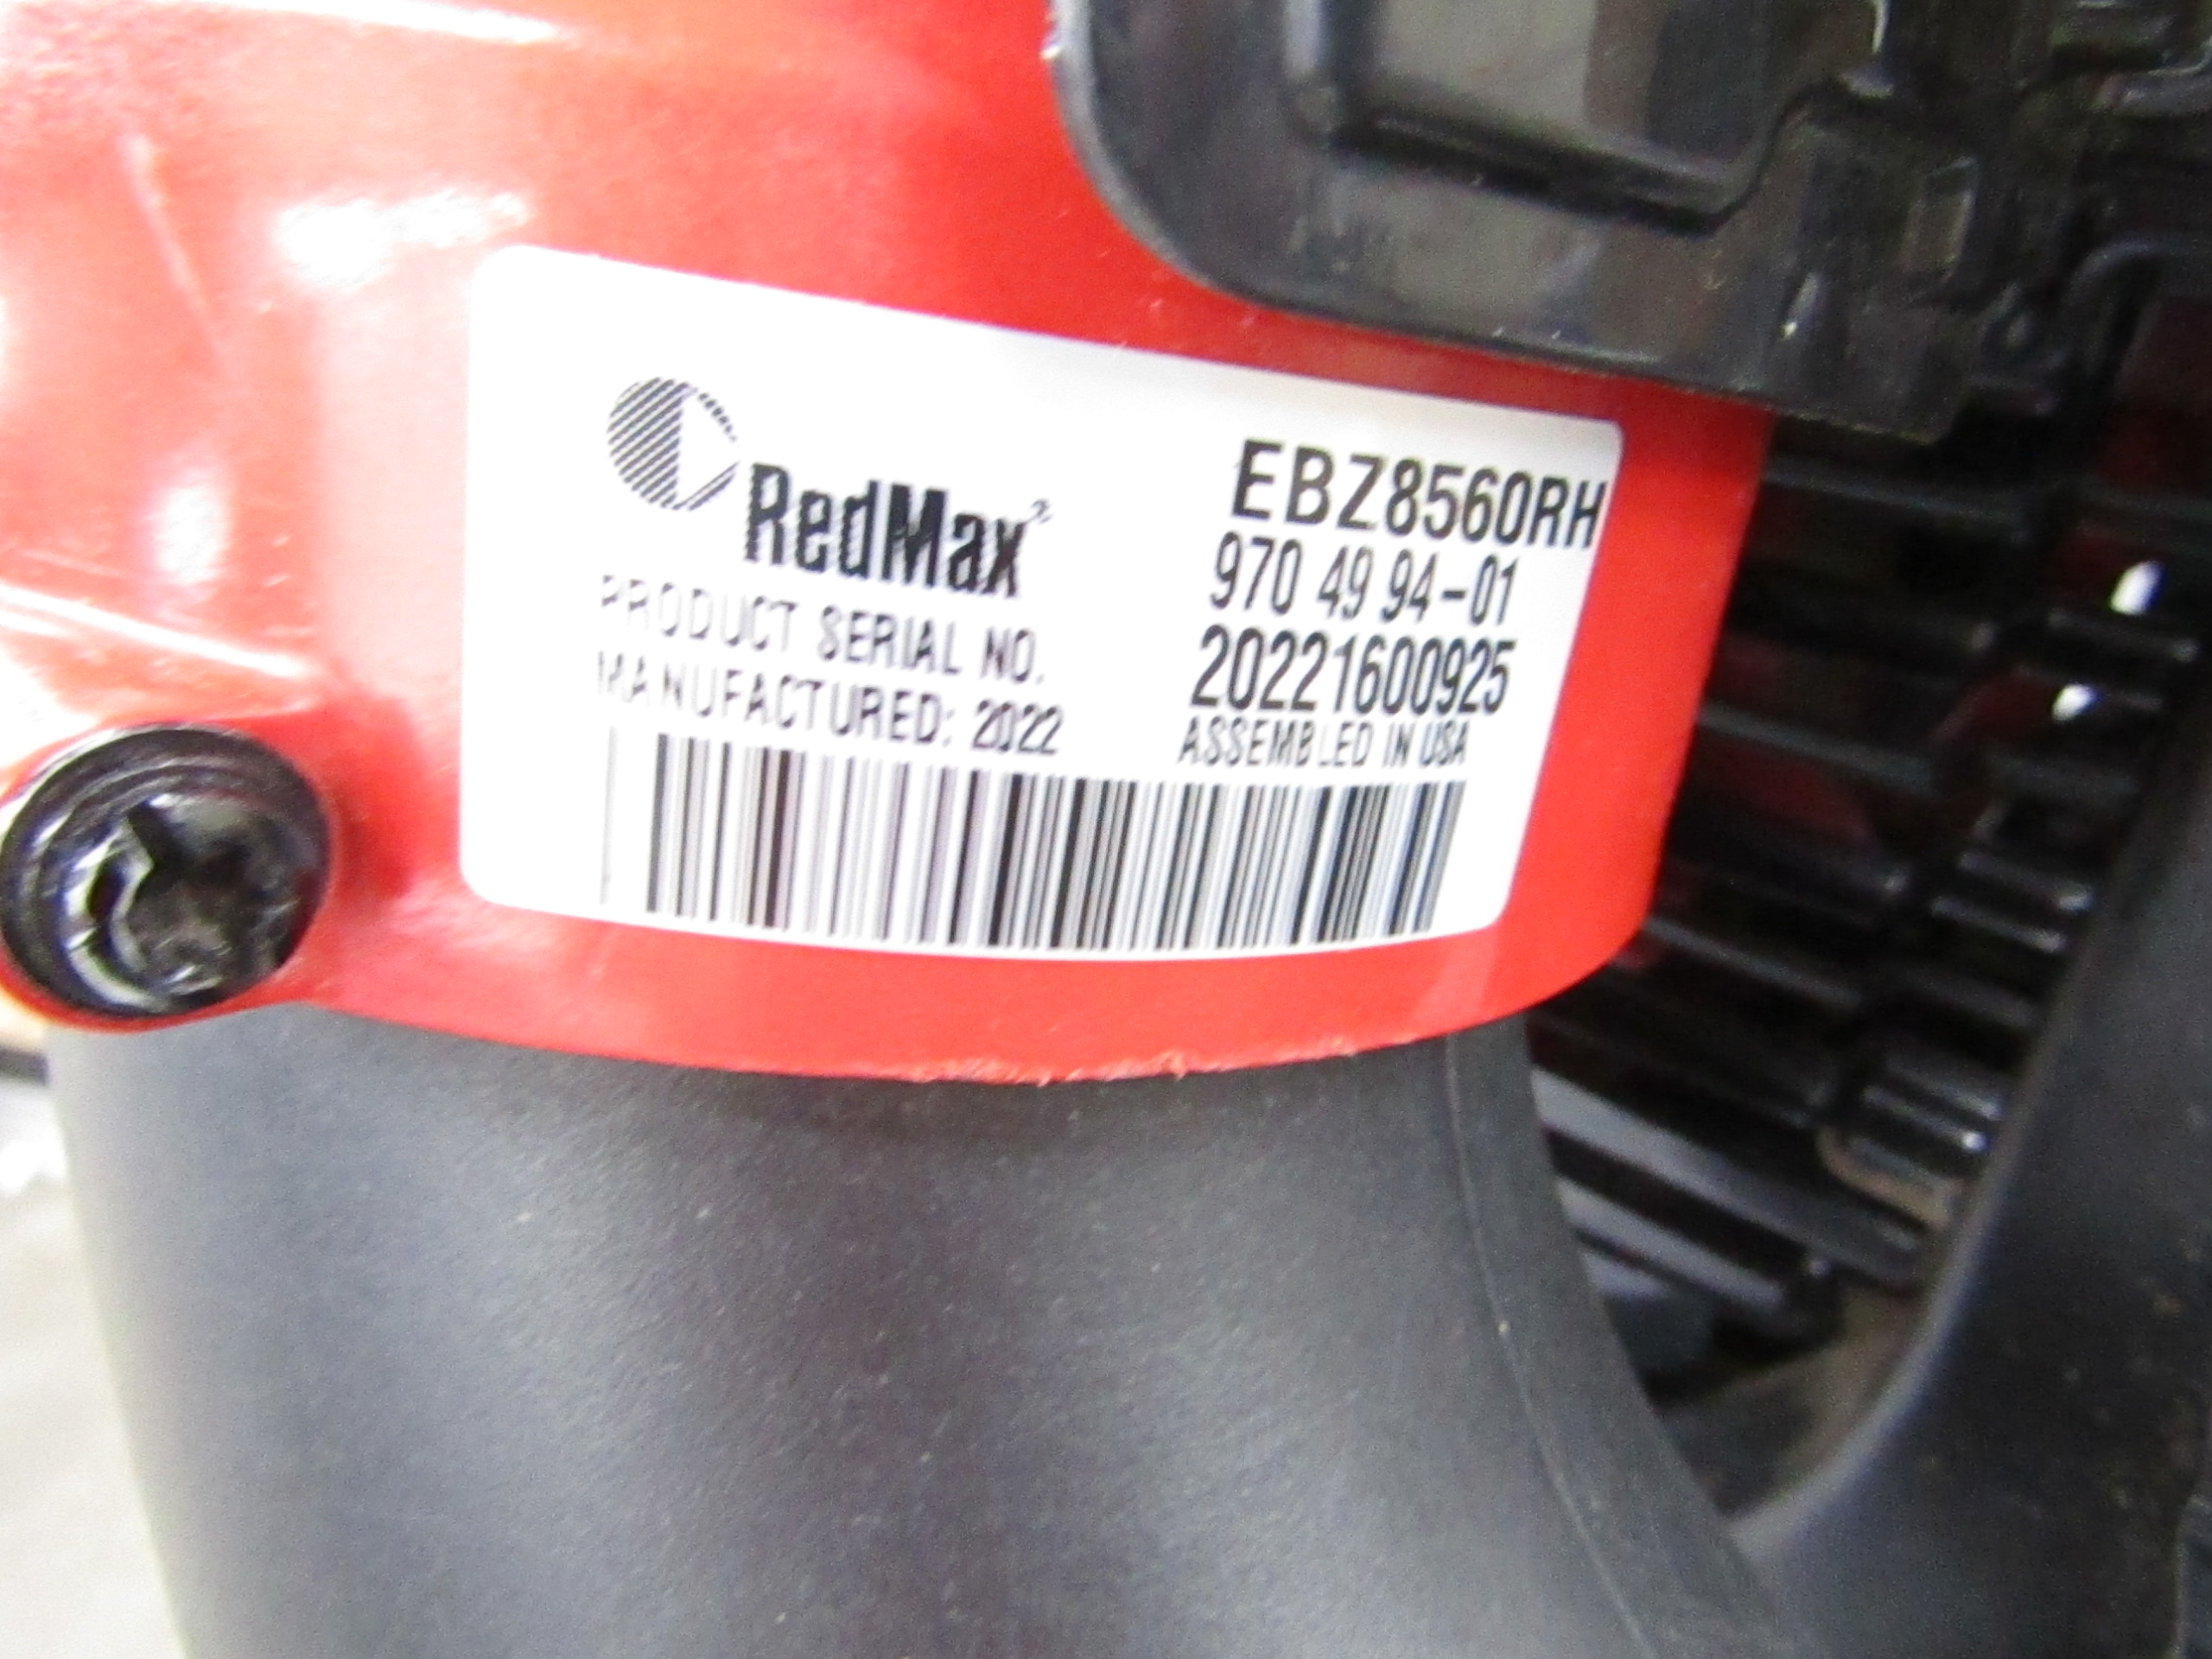 RedMax
EBZ8560RH
970 49 94-01
PRODUCT SERIAL NO.
20221600925
MANUFACTURED: 2022
ASSEMBLED IN USA